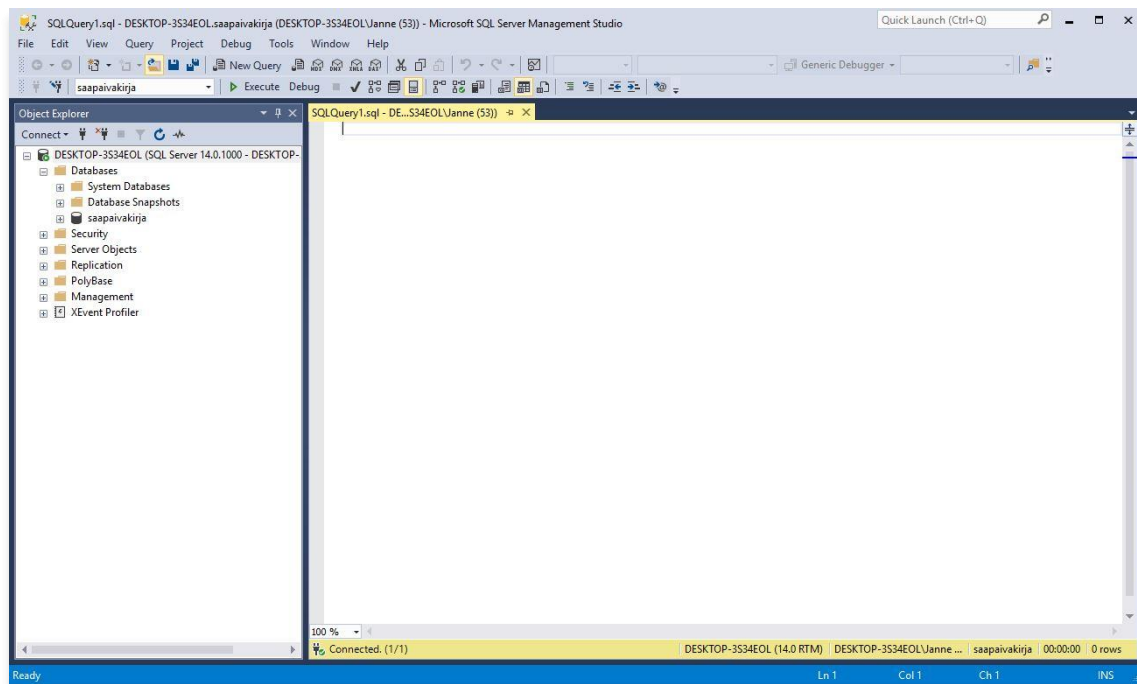 SQLQuery1.sql - DESKTOP-3S34EOL.saapaivakirja (DESKTOP-3S34EOL\Janne (53)) - Microsoft SQL Server Management Studio
Quick Launch (Ctrl+Q)
File Edit View Query Project Debug Tools Window Help
New Query
Generic Debugger
saapaivakirja
Execute Debug
Object Explorer
SQLQuery1.sql - DE...S34EOL\Janne (53))
Connect
DESKTOP-3S34EOL (SQL Server 14.0.1000 - DESKTOP-
Databases
System Databases
Database Snapshots
saapaivakirja
Security
Server Objects
Replication
PolyBase
Management
XEvent Profiler
100 %
Connected. (1/1)
DESKTOP-3S34EOL (14.0 RTM) DESKTOP-3S34EOL\Janne ... saapaivakirja 00:00:00 0 rows
Ready
Ln 1 Col 1 Ch 1 INS